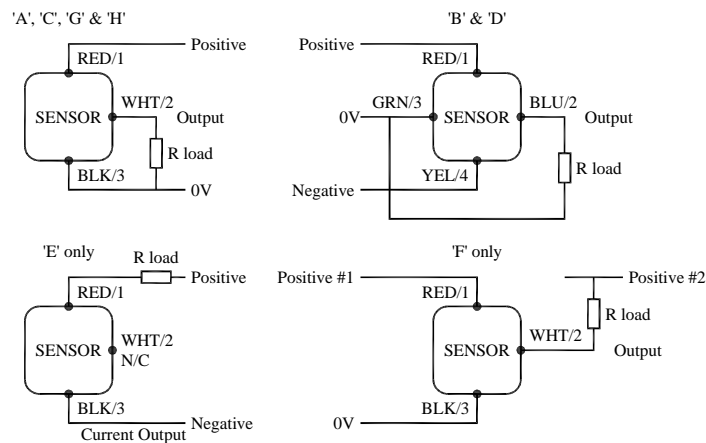 'A', 'C', 'G' & 'H'
Positive
RED/1
WHT/2
SENSOR
Output
R load
BLK/3
0V
'B' & 'D'
Positive
RED/1
GRN/3
BLU/2
0V
SENSOR
Output
R load
Negative
YEL/4
'E' only
Positive
R load
RED/1
WHT/2
SENSOR
N/C
BLK/3
Negative
Current Output
'F' only
Positive #1
Positive #2
RED/1
R load
WHT/2
SENSOR
Output
BLK/3
0V